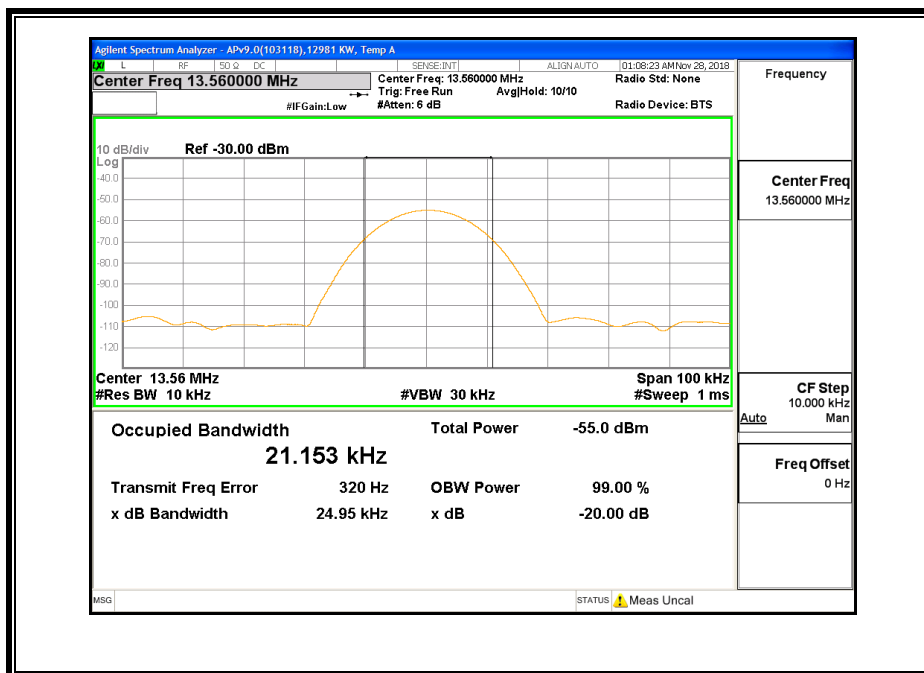 Agilent Spectrum Analyzer - APv9.0(103118),12981 KW, Temp A
LXI L RF 50 Ω DC SENSE:INT ALIGN AUTO 01:08:23 AM Nov 28, 2018
Center Freq 13.560000 MHz
Center Freq: 13.560000 MHz
Radio Std: None
Trig: Free Run Avg|Hold: 10/10
#IFGain:Low
#Atten: 6 dB
Radio Device: BTS
10 dB/div Ref -30.00 dBm
Log
-40.0
-50.0
-60.0
-70.0
-80.0
-90.0
-100
-110
-120
Center 13.56 MHz Span 100 kHz
#Res BW 10 kHz #VBW 30 kHz #Sweep 1 ms
Occupied Bandwidth Total Power -55.0 dBm
21.153 kHz
Transmit Freq Error 320 Hz OBW Power 99.00 %
x dB Bandwidth 24.95 kHz x dB -20.00 dB
MSG STATUS Meas Uncal
Frequency
Center Freq
13.560000 MHz
CF Step
10.000 kHz
Auto Man
Freq Offset
0 Hz